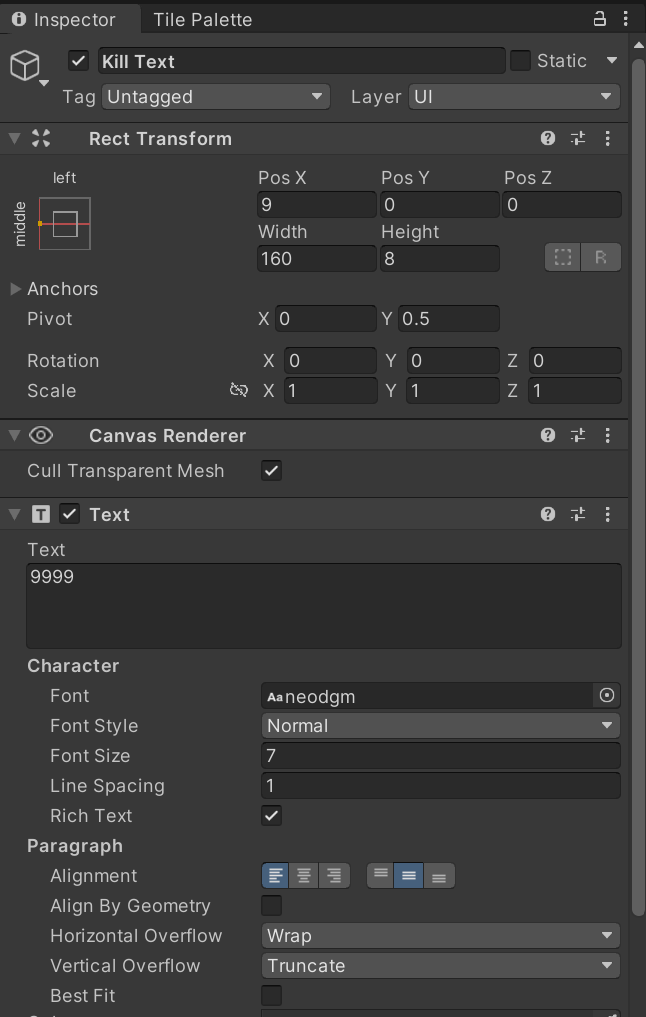 Inspector Tile Palette
Kill Text Static
Tag Untagged Layer UI
Rect Transform
left
middle
Pos X Pos Y Pos Z
9 0 0
Width Height
160 8
R
Anchors
Pivot X 0 Y 0.5
Rotation X 0 Y 0 Z 0
Scale X 1 Y 1 Z 1
Canvas Renderer
Cull Transparent Mesh
T Text
Text
9999
Character
Font Aa neodgm
Font Style Normal
Font Size 7
Line Spacing 1
Rich Text
Paragraph
Alignment
Align By Geometry
Horizontal Overflow Wrap
Vertical Overflow Truncate
Best Fit